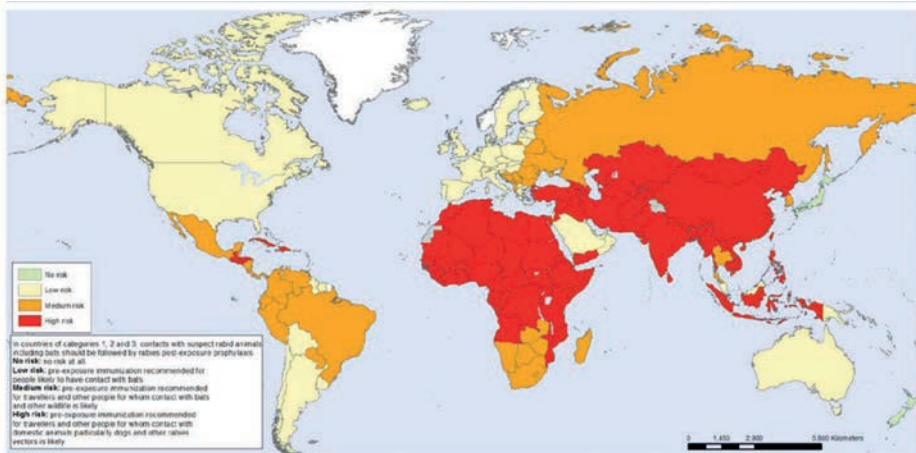 No risk
Low risk
Medium risk
High risk
In countries of categories 1, 2 and 3, contacts with suspect rabid animals
including bats should be followed by rabies post-exposure prophylaxis
No risk: no risk at all.
Low risk: pre-exposure immunization recommended for
people likely to have contact with bats
Medium risk: pre-exposure immunization recommended
for travellers and other people for whom contact with bats
and other wildlife is likely
High risk: pre-exposure immunization recommended
for travellers and other people for whom contact with
domestic animals particularly dogs and other rabies
vectors is likely
0 1,450 2,900 5,800 Kilometers